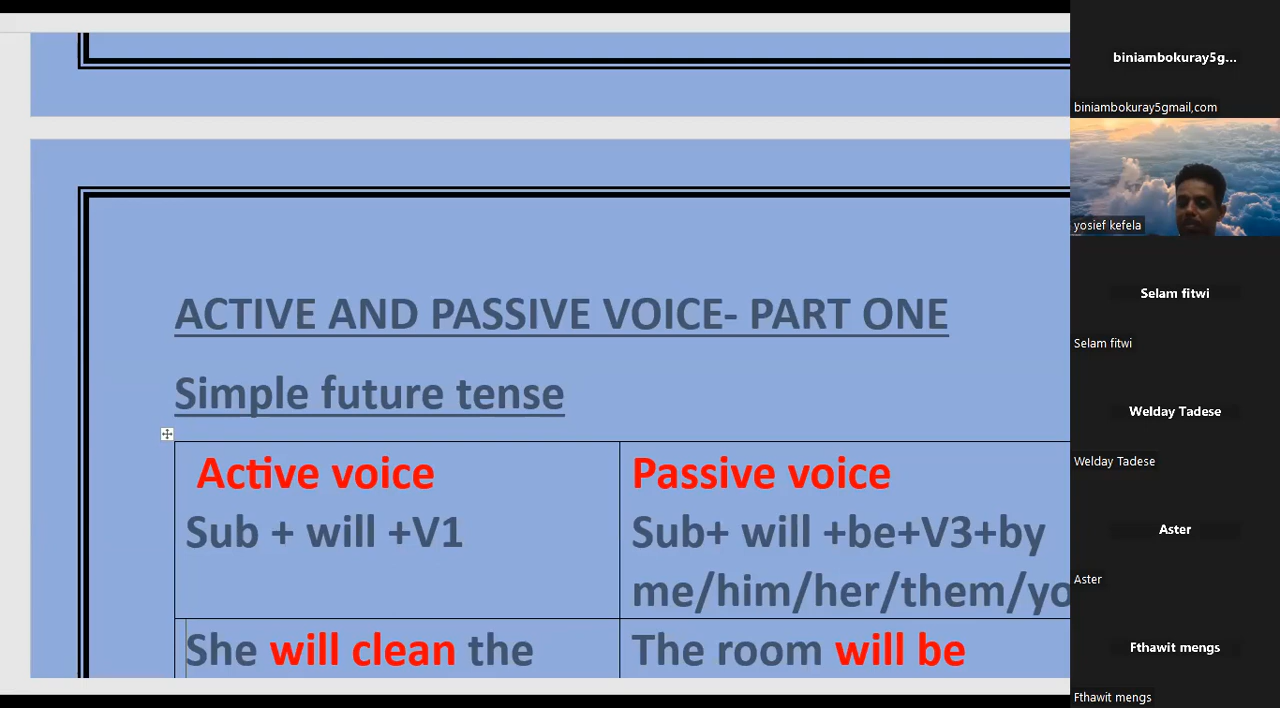 ACTIVE AND PASSIVE VOICE- PART ONE
Simple future tense
Active voice
Sub + will +V1
Passive voice
Sub+ will +be+V3+by
me/him/her/them/yo
She will clean the
The room will be
biniambokuray5g...
biniambokuray5gmail,com
yosief kefela
Selam fitwi
Selam fitwi
Welday Tadese
Welday Tadese
Aster
Aster
Fthawit mengs
Fthawit mengs